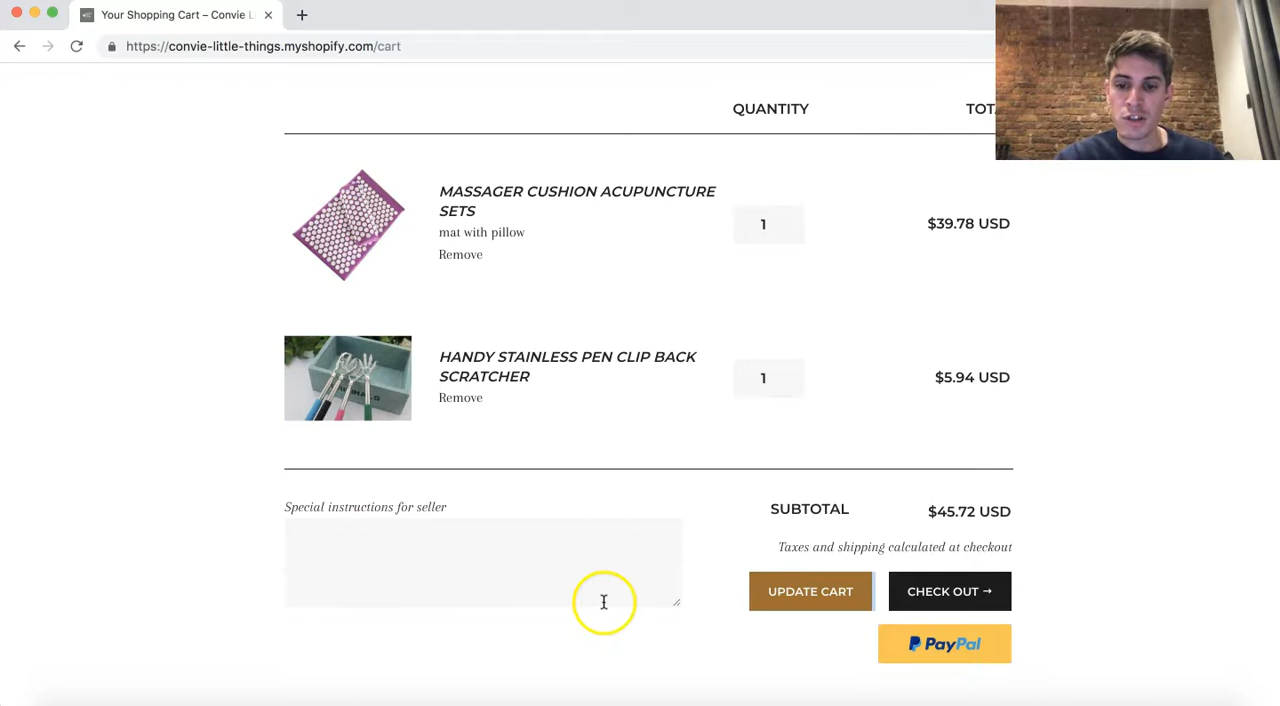 Your Shopping Cart – Convie L
https://convie-little-things.myshopify.com/cart
QUANTITY
MASSAGER CUSHION ACUPUNCTURE
SETS
mat with pillow
Remove
1
$39.78 USD
HANDY STAINLESS PEN CLIP BACK
SCRATCHER
Remove
1
$5.94 USD
Special instructions for seller
SUBTOTAL
$45.72 USD
Taxes and shipping calculated at checkout
UPDATE CART
CHECK OUT →
PayPal